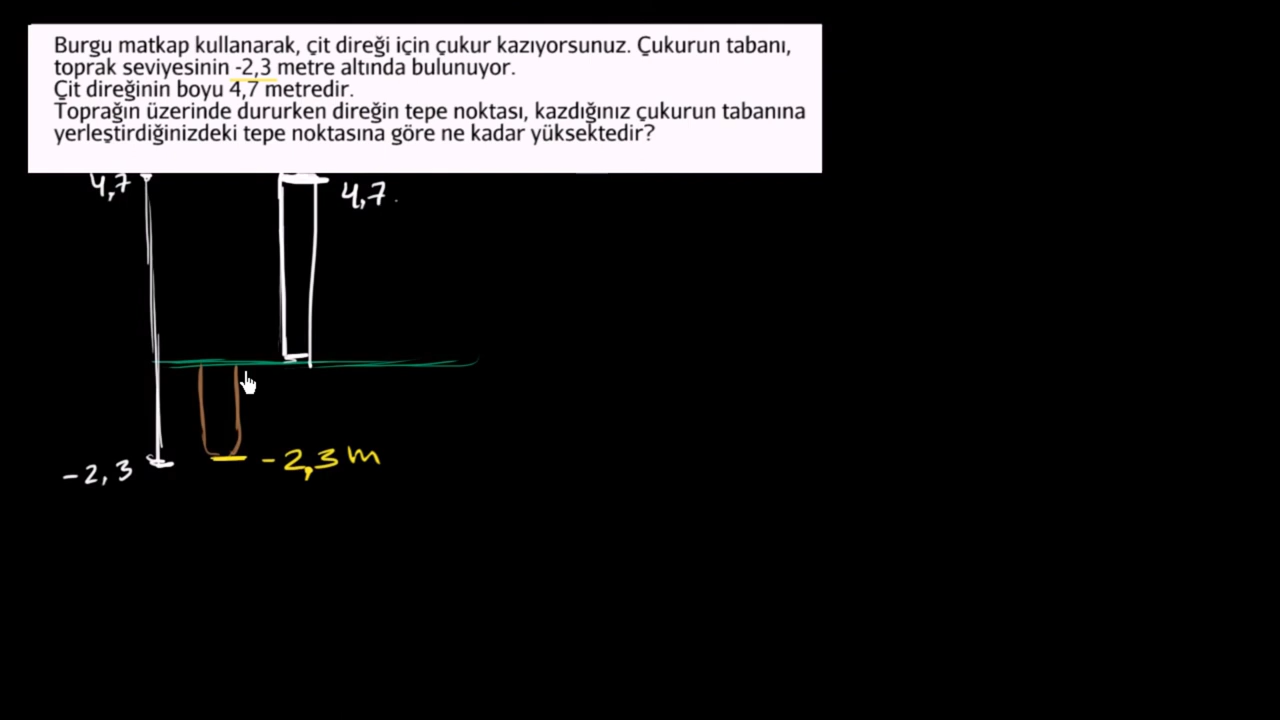 Burgu matkap kullanarak, çit direği için çukur kazıyorsunuz. Çukurun tabanı,
toprak seviyesinin -2,3 metre altında bulunuyor.
Çit direğinin boyu 4,7 metredir.
Toprağın üzerinde dururken direğin tepe noktası, kazdığınız çukurun tabanına
yerleştirdiğinizdeki tepe noktasına göre ne kadar yüksektedir?
4,7
4,7
-2,3
-2,3 m